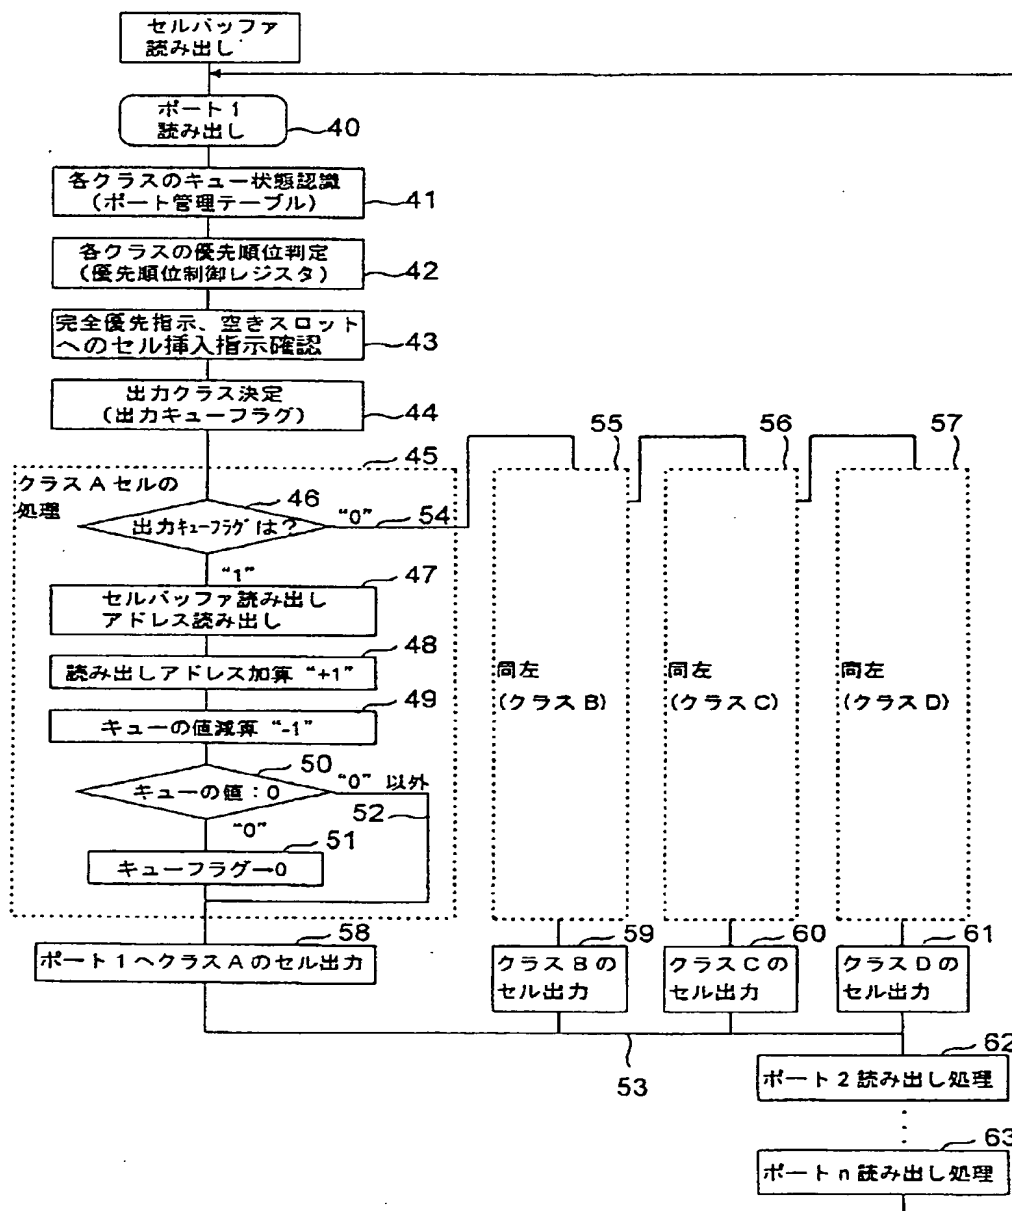 セルバッファ
読み出し
ポート1
読み出し
40
各クラスのキュー状態認識
(ポート管理テーブル)
41
各クラスの優先順位判定
(優先順位制御レジスタ)
42
完全優先指示、空きスロット
へのセル挿入指示確認
43
出力クラス決定
(出力キューフラグ)
44
45
クラスAセルの
処理
46
出力キューフラグは?
“0”
54
“1”
47
セルバッファ読み出し
アドレス読み出し
48
読み出しアドレス加算 “+1”
49
キューの値減算 “-1”
50
キューの値:0
“0” 以外
52
“0”
51
キューフラグ→0
55
同左
(クラスB)
56
同左
(クラスC)
57
同左
(クラスD)
58
ポート1へクラスAのセル出力
59
クラスBの
セル出力
60
クラスCの
セル出力
61
クラスDの
セル出力
53
62
ポート2読み出し処理
63
ポートn読み出し処理